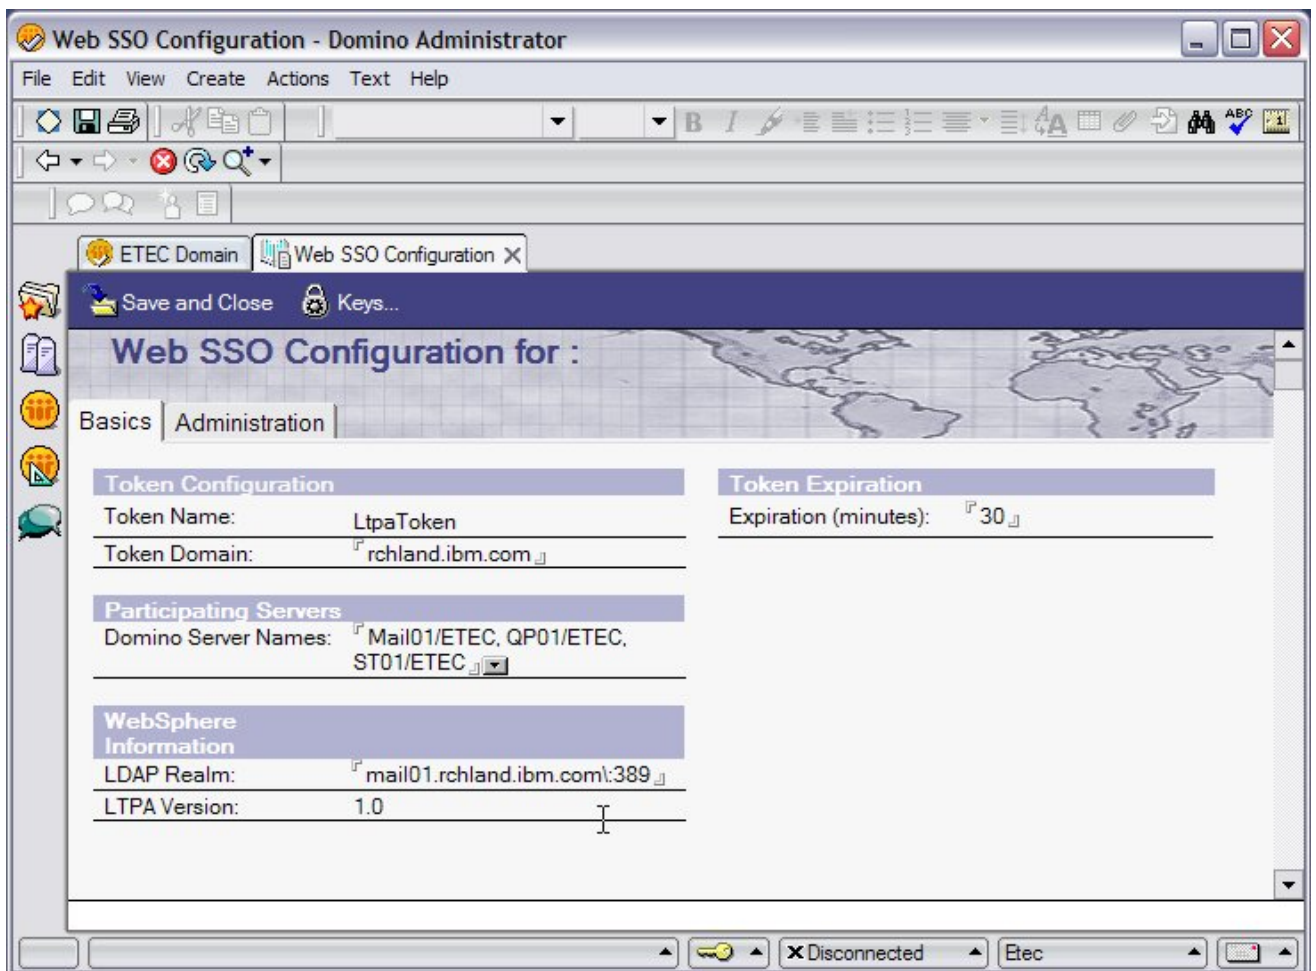 Web SSO Configuration - Domino Administrator
File Edit View Create Actions Text Help
B I
A
ABC
1
ETEC Domain Web SSO Configuration
Save and Close Keys...
Web SSO Configuration for :
Basics Administration
Token Configuration
Token Name: LtpaToken
Token Domain: rchland.ibm.com
Token Expiration
Expiration (minutes): 30
Participating Servers
Domino Server Names: Mail01/ETEC, QP01/ETEC,
ST01/ETEC
WebSphere
Information
LDAP Realm: mail01.rchland.ibm.com\:389
LTPA Version: 1.0
Disconnected Etec